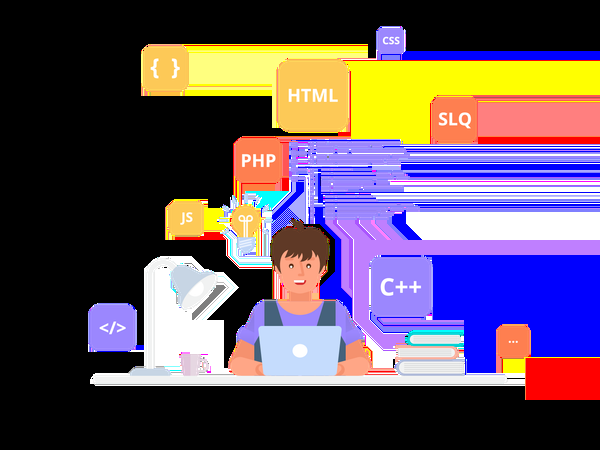 CSS
{ }
HTML
SLQ
PHP
JS
C++
</>
...